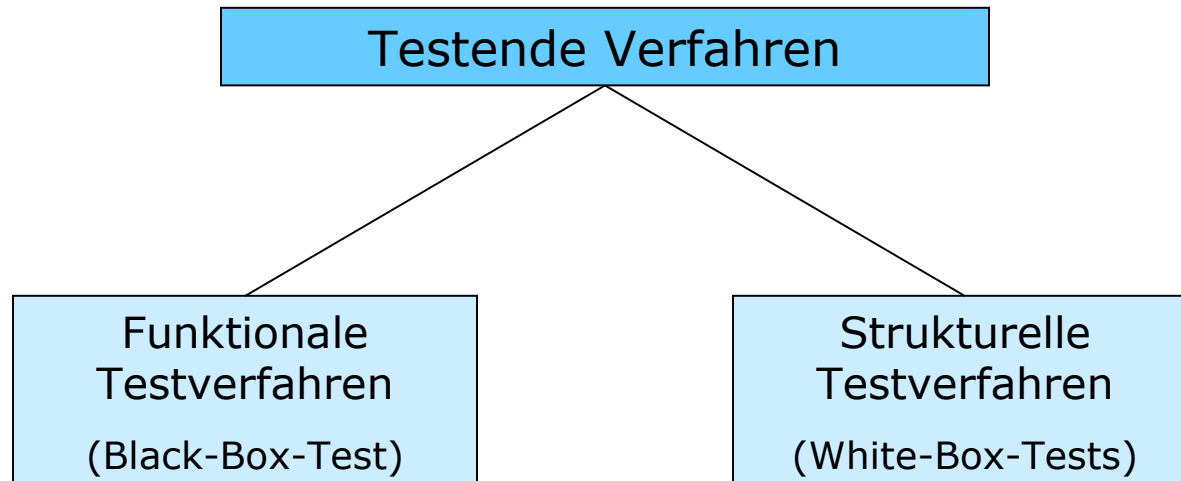 Testende Verfahren
Funktionale
Testverfahren
(Black-Box-Test)
Strukturelle
Testverfahren
(White-Box-Tests)